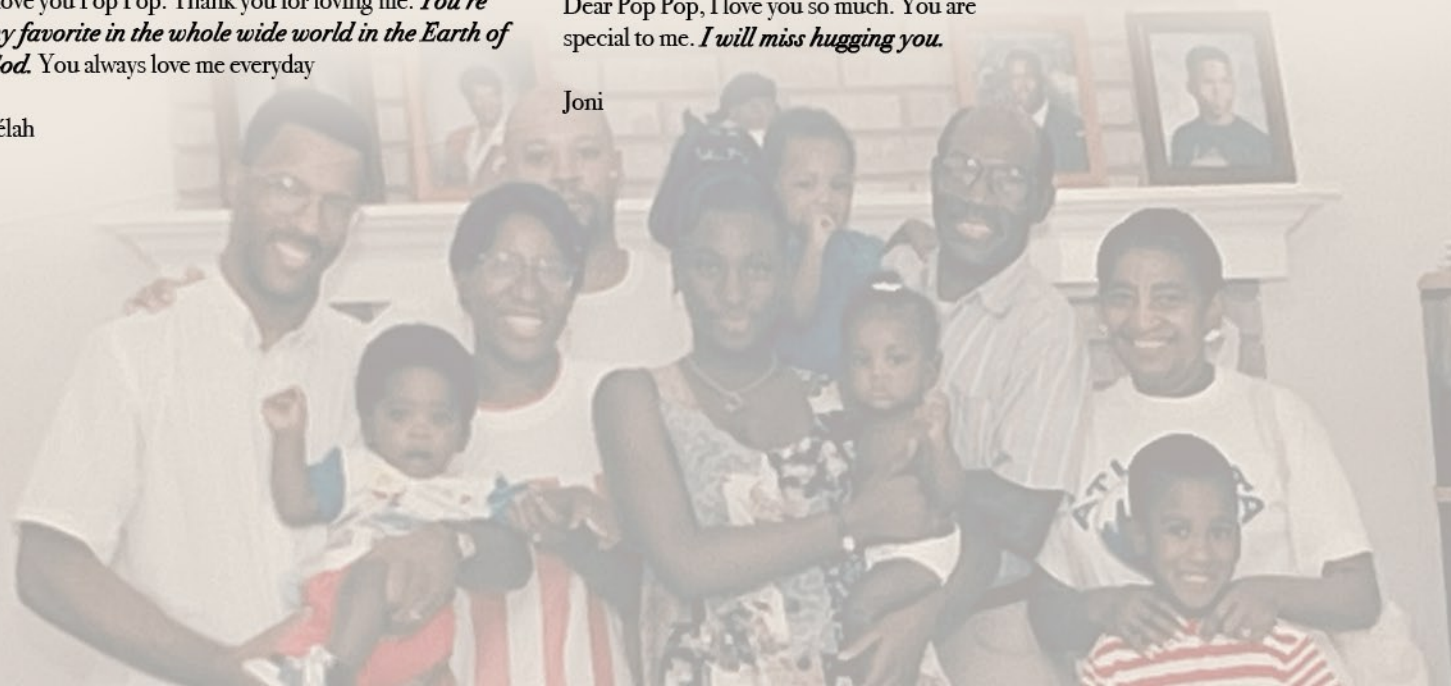 love you Pop Pop. Thank you for loving me. You're
favorite in the whole wide world in the Earth of
You always love me everyday
Dear Pop Pop, I love you so much. You are
special to me. I will miss hugging you.
Joni